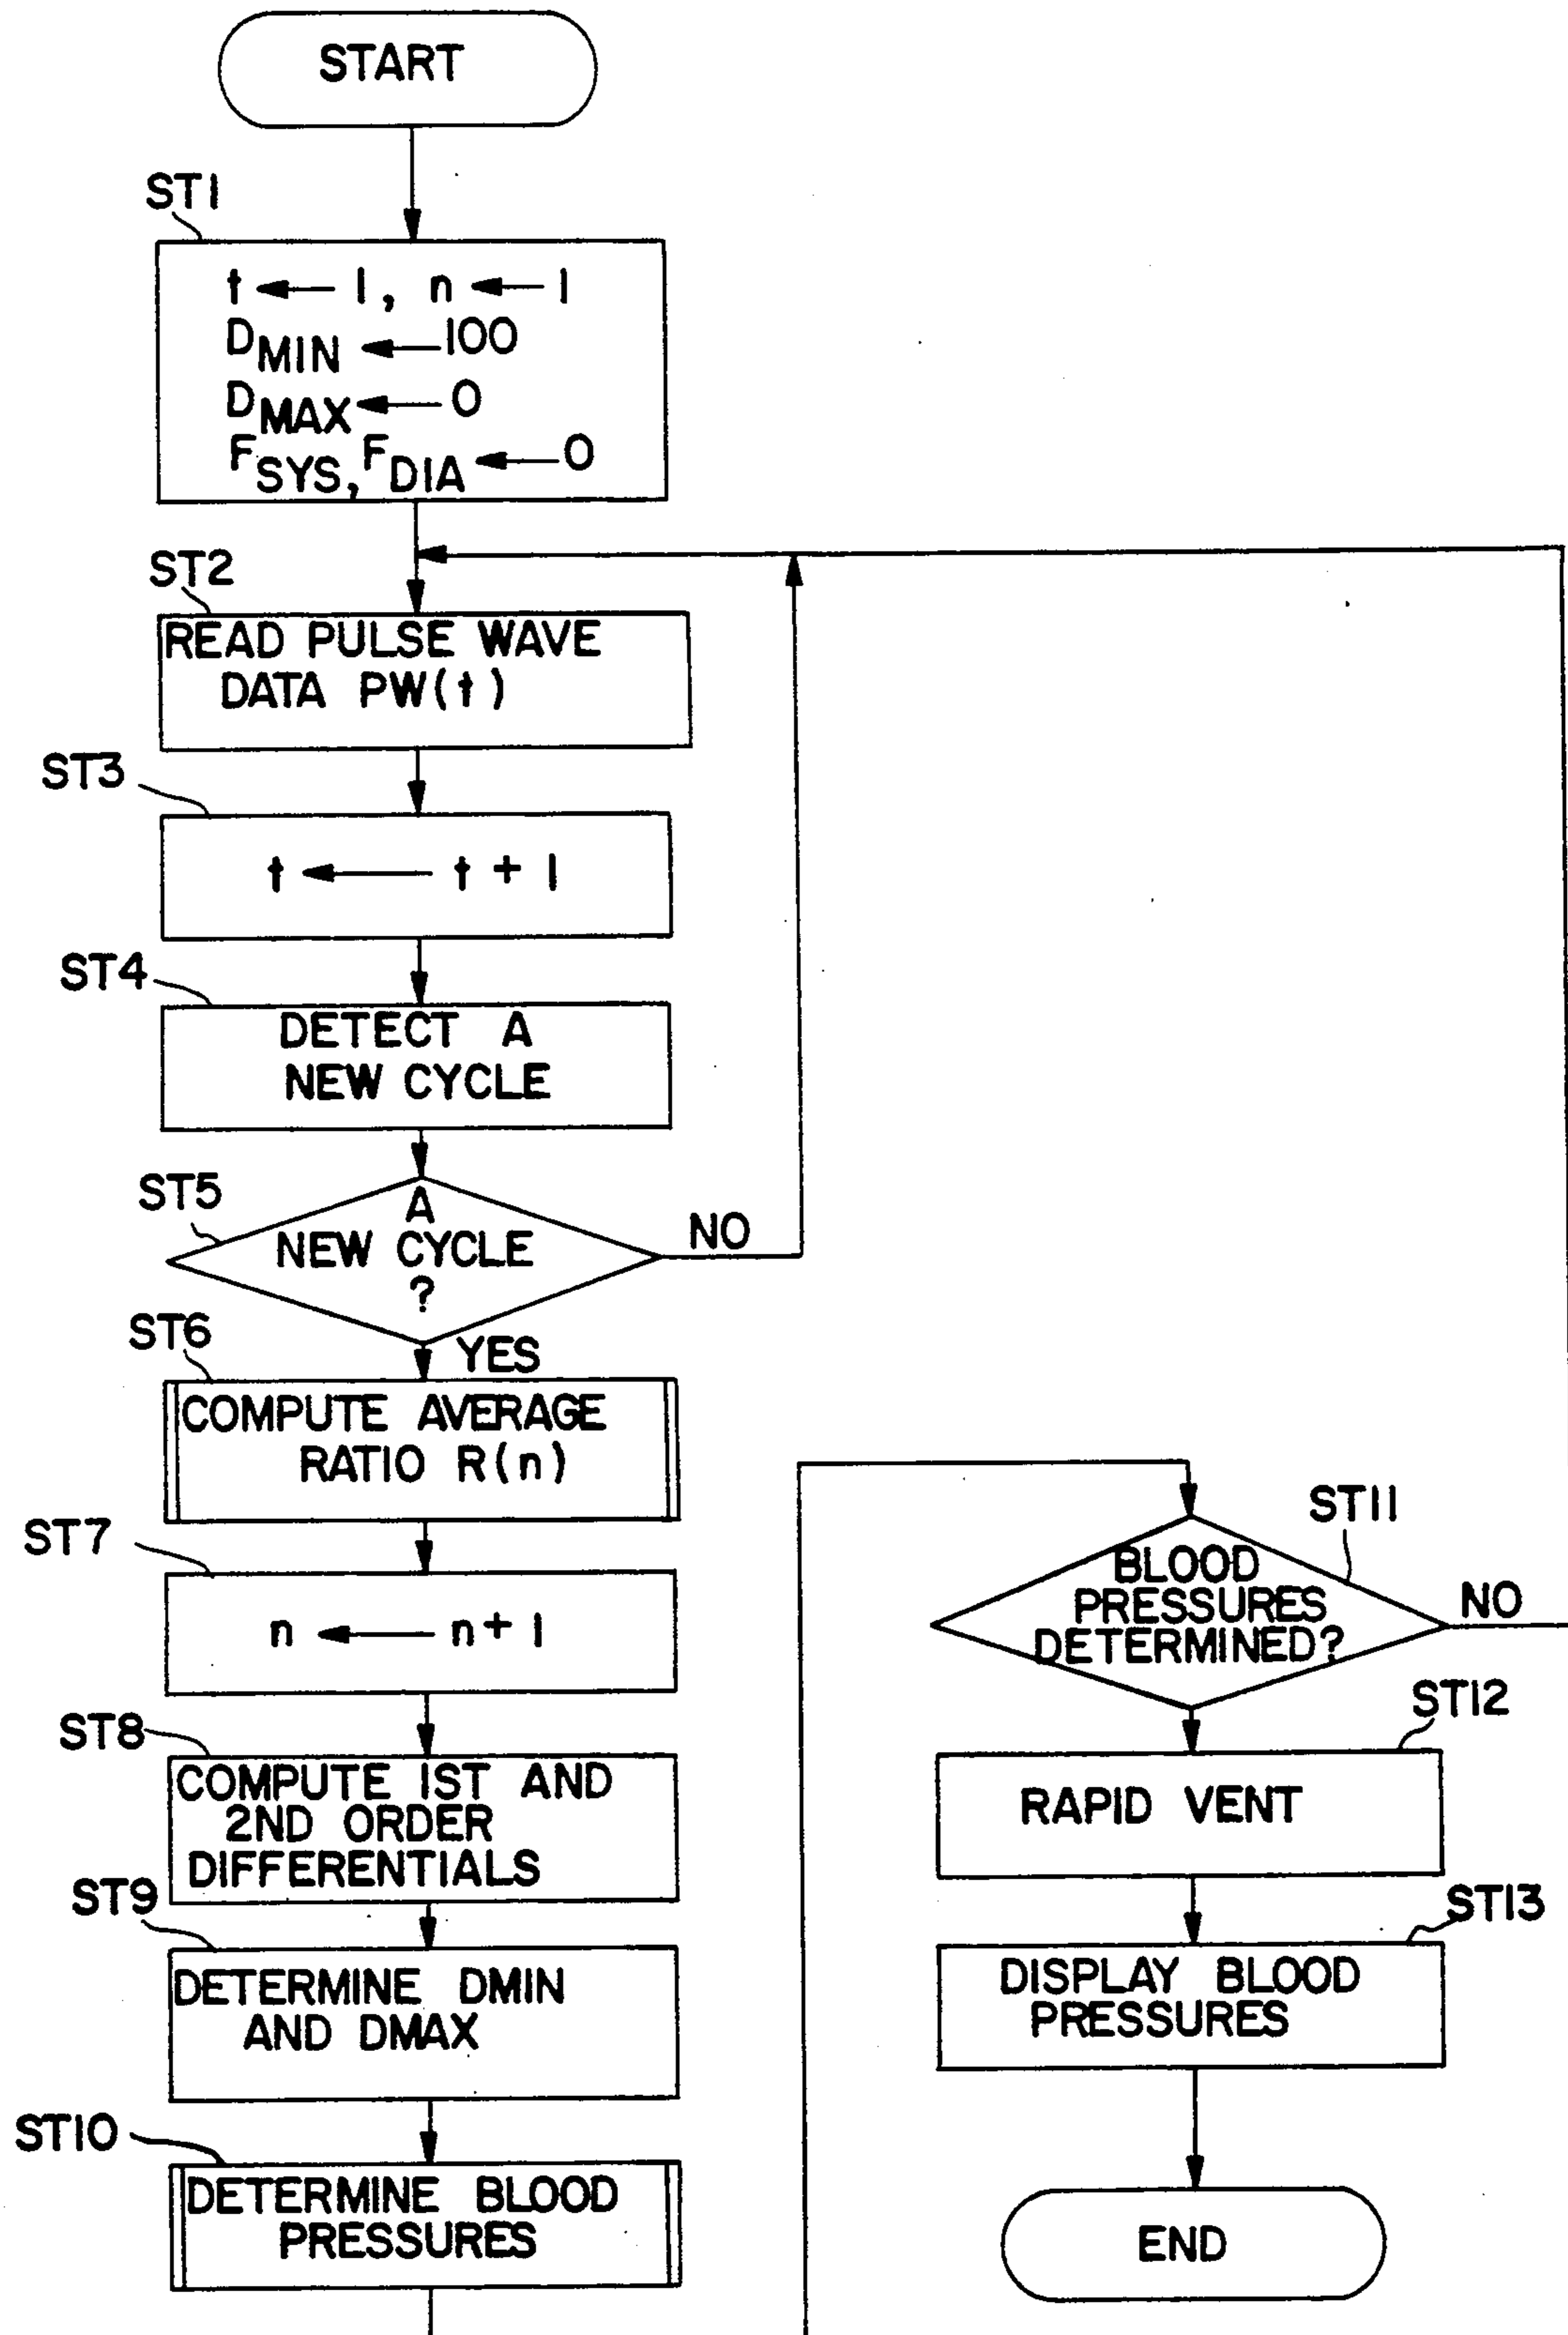 START
ST1
t ← 1, n ← 1
DMIN ← 100
DMAX ← 0
FSYS, FDIA ← 0
ST2
READ PULSE WAVE
DATA PW(t)
ST3
t ← t + 1
ST4
DETECT A
NEW CYCLE
ST5
A
NEW CYCLE
?
NO
YES
ST6
COMPUTE AVERAGE
RATIO R(n)
ST7
n ← n + 1
ST8
COMPUTE 1ST AND
2ND ORDER
DIFFERENTIALS
ST9
DETERMINE DMIN
AND DMAX
ST10
DETERMINE BLOOD
PRESSURES
ST11
BLOOD
PRESSURES
DETERMINED?
NO
ST12
RAPID VENT
ST13
DISPLAY BLOOD
PRESSURES
END